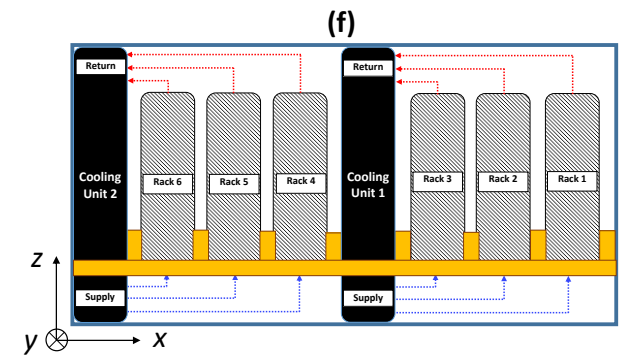 (f)
Return
Return
Cooling
Unit 2
Rack 6
Rack 5
Rack 4
Cooling
Unit 1
Rack 3
Rack 2
Rack 1
Supply
Supply
z
y
x